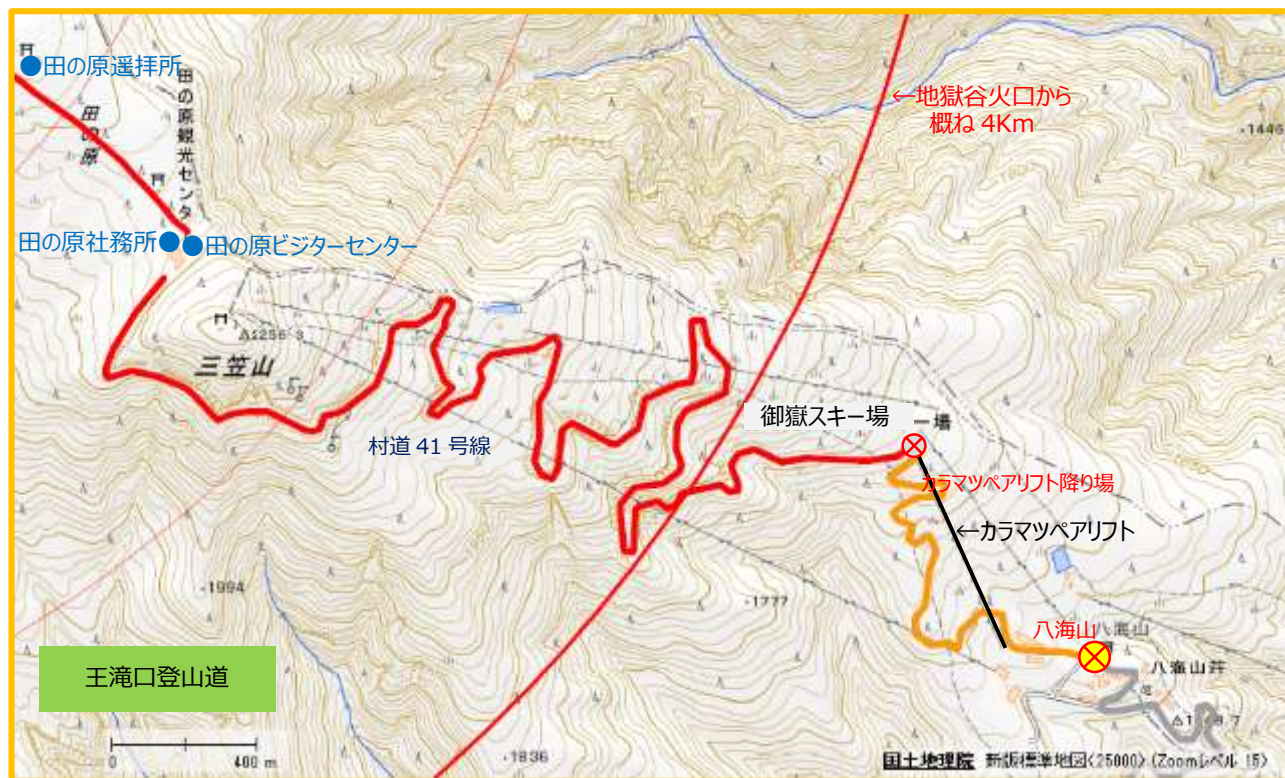 田の原遥拝所
田の原
田の原観光センタ
←地獄谷火口から
概ね 4Km
田の原社務所
田の原ビジターセンター
三笠山
村道 41 号線
御嶽スキー場
カラマツペアリフト降り場
←カラマツペアリフト
・1994
・1777
八海山
八海山
八海山荘
王滝口登山道
0
400 m
・1836
国土地理院 新版標準地図(25000) (Zoomレベル 15)